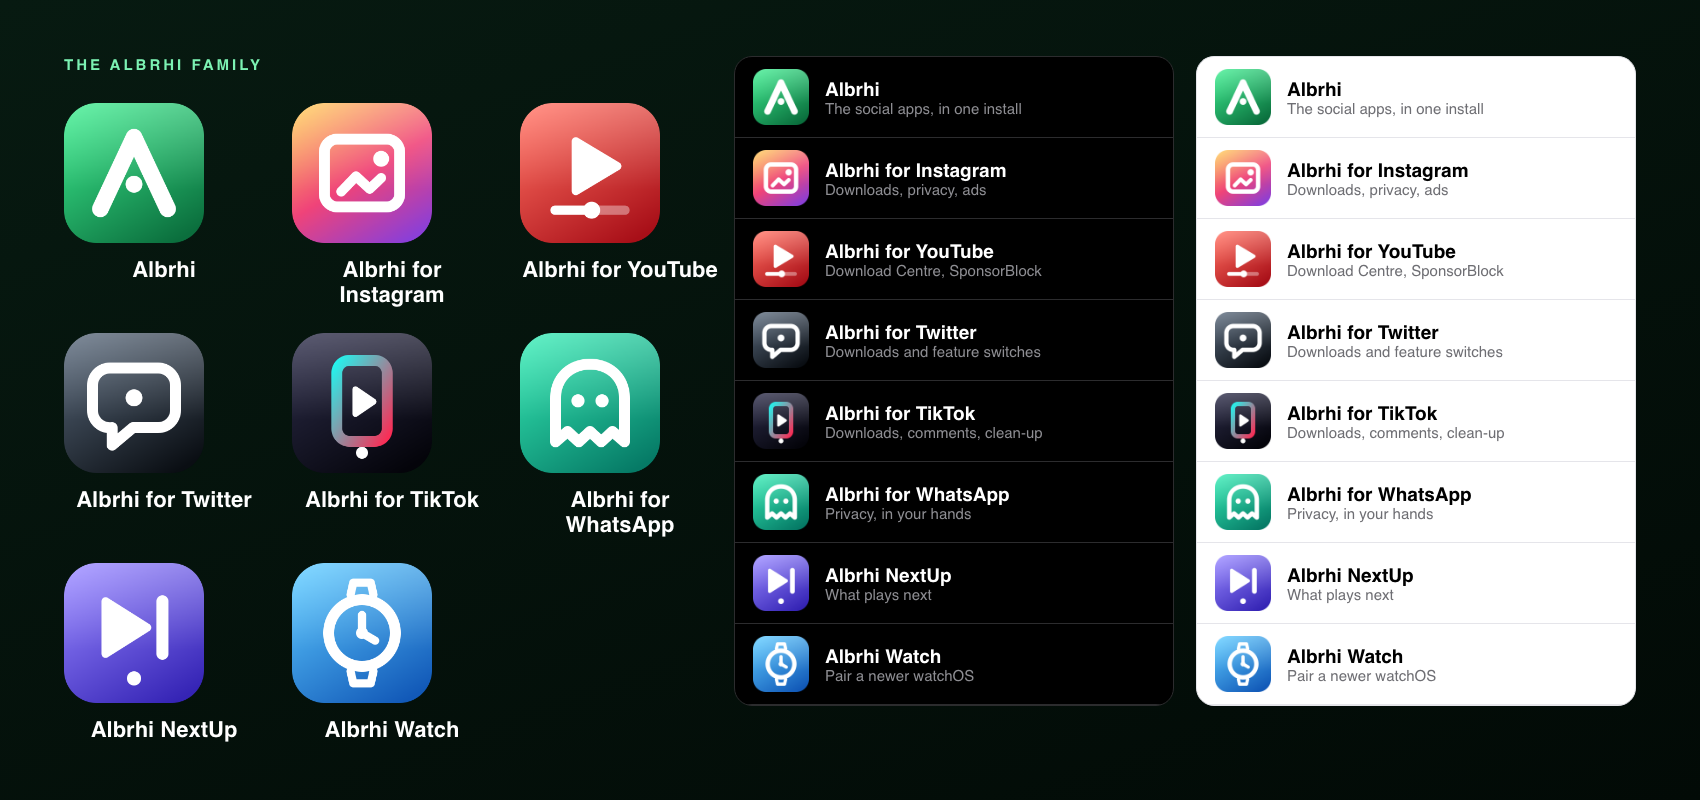 THE ALBRHI FAMILY
Albrhi
Albrhi for
Instagram
Albrhi for YouTube
Albrhi for Twitter
Albrhi for TikTok
Albrhi for
WhatsApp
Albrhi NextUp
Albrhi Watch
Albrhi
The social apps, in one install
Albrhi for Instagram
Downloads, privacy, ads
Albrhi for YouTube
Download Centre, SponsorBlock
Albrhi for Twitter
Downloads and feature switches
Albrhi for TikTok
Downloads, comments, clean-up
Albrhi for WhatsApp
Privacy, in your hands
Albrhi NextUp
What plays next
Albrhi Watch
Pair a newer watchOS
Albrhi
The social apps, in one install
Albrhi for Instagram
Downloads, privacy, ads
Albrhi for YouTube
Download Centre, SponsorBlock
Albrhi for Twitter
Downloads and feature switches
Albrhi for TikTok
Downloads, comments, clean-up
Albrhi for WhatsApp
Privacy, in your hands
Albrhi NextUp
What plays next
Albrhi Watch
Pair a newer watchOS